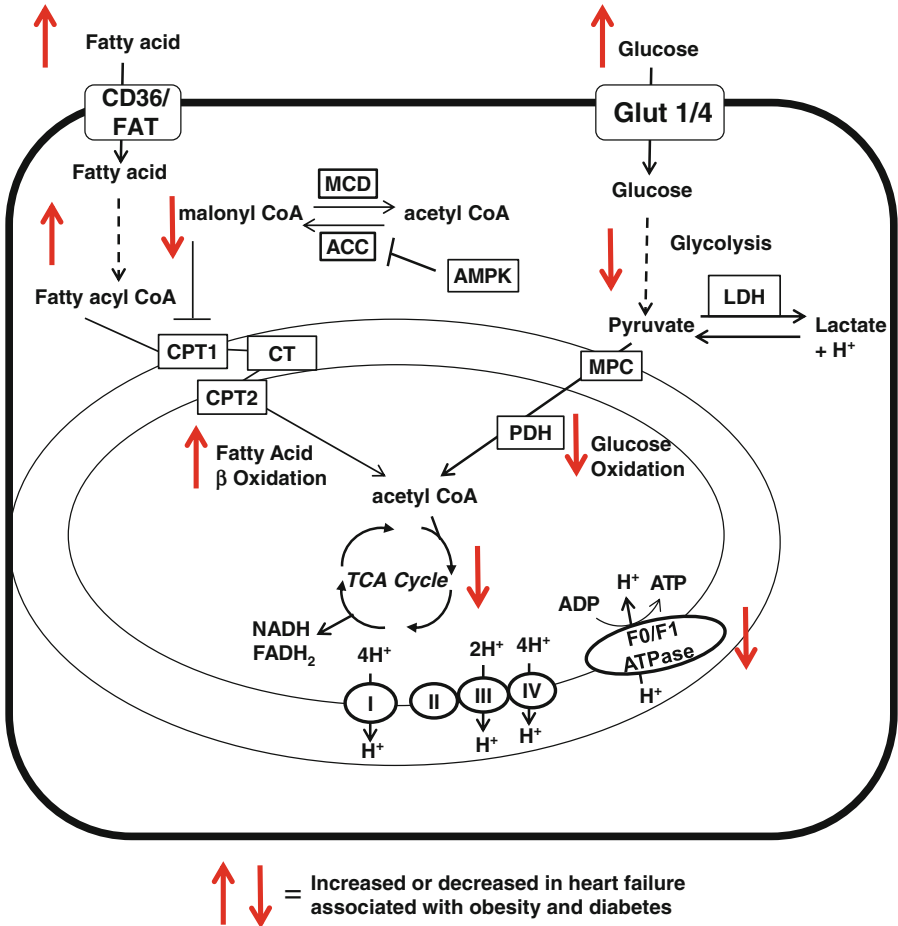 Fatty acid
Glucose
CD36/
FAT
Glut 1/4
Fatty acid
Glucose
MCD
malonyl CoA
acetyl CoA
ACC
AMPK
Glycolysis
Fatty acyl CoA
LDH
Pyruvate
Lactate
+ H⁺
CPT1
CT
MPC
CPT2
PDH
Fatty Acid
β Oxidation
Glucose
Oxidation
acetyl CoA
TCA Cycle
NADH
FADH₂
ADP
H⁺
ATP
F0/F1
ATPase
H⁺
4H⁺
2H⁺
4H⁺
I
II
III
IV
H⁺
H⁺
H⁺
= Increased or decreased in heart failure
associated with obesity and diabetes